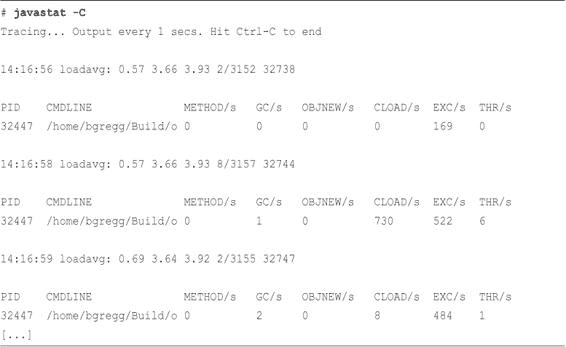 # javastat -C
Tracing... Output every 1 secs. Hit Ctrl-C to end
14:16:56 loadavg: 0.57 3.66 3.93 2/3152 32738
PID CMDLINE METHOD/s GC/s OBJNEW/s CLOAD/s EXC/s THR/s
32447 /home/bgregg/Build/o 0 0 0 0 169 0
14:16:58 loadavg: 0.57 3.66 3.93 8/3157 32744
PID CMDLINE METHOD/s GC/s OBJNEW/s CLOAD/s EXC/s THR/s
32447 /home/bgregg/Build/o 0 1 0 730 522 6
14:16:59 loadavg: 0.69 3.64 3.92 2/3155 32747
PID CMDLINE METHOD/s GC/s OBJNEW/s CLOAD/s EXC/s THR/s
32447 /home/bgregg/Build/o 0 2 0 8 484 1
[...]